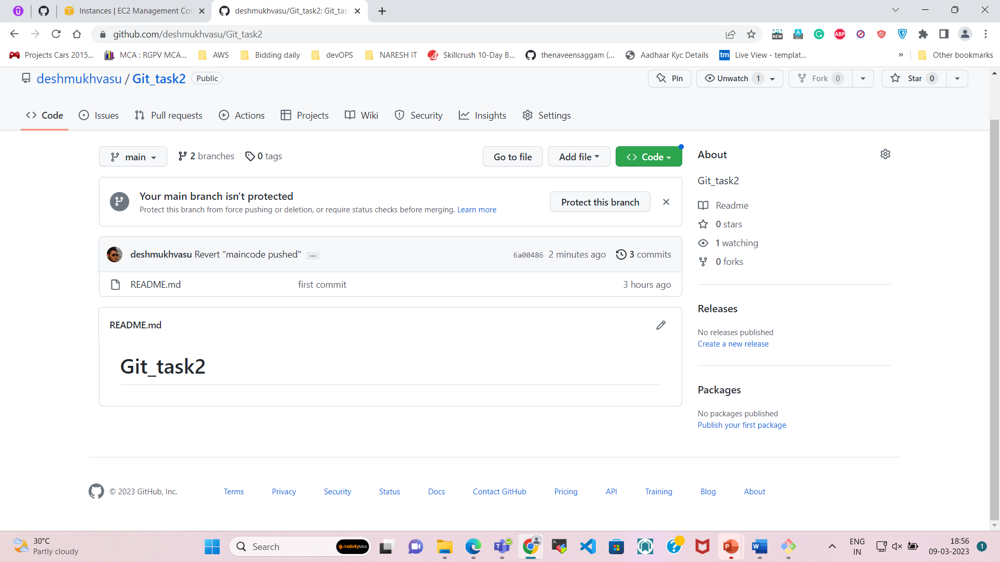 Instances | EC2 Management Con
deshmukhvasu/Git_task2: Git_tas
github.com/deshmukhvasu/Git_task2
Projects Cars 2015... MCA : RGPV MCA... AWS Bidding daily devOPS NARESH IT Skillcrush 10-Day B... thenaveensaggam (... Aadhaar Kyc Details tm Live View - templat... » Other bookmarks
deshmukhvasu / Git_task2 Public Pin Unwatch 1 Fork 0 Star 0
Code Issues Pull requests Actions Projects Wiki Security Insights Settings
main 2 branches 0 tags Go to file Add file Code
Your main branch isn't protected
Protect this branch from force pushing or deletion, or require status checks before merging. Learn more
Protect this branch
deshmukhvasu Revert "maincode pushed" ... 6a00486 2 minutes ago 3 commits
README.md first commit 3 hours ago
README.md
Git_task2
About
Git_task2
Readme
0 stars
1 watching
0 forks
Releases
No releases published
Create a new release
Packages
No packages published
Publish your first package
© 2023 GitHub, Inc. Terms Privacy Security Status Docs Contact GitHub Pricing API Training Blog About
30°C
Partly cloudy
Search
motivitylabs
ENG
IN
18:56
09-03-2023
1